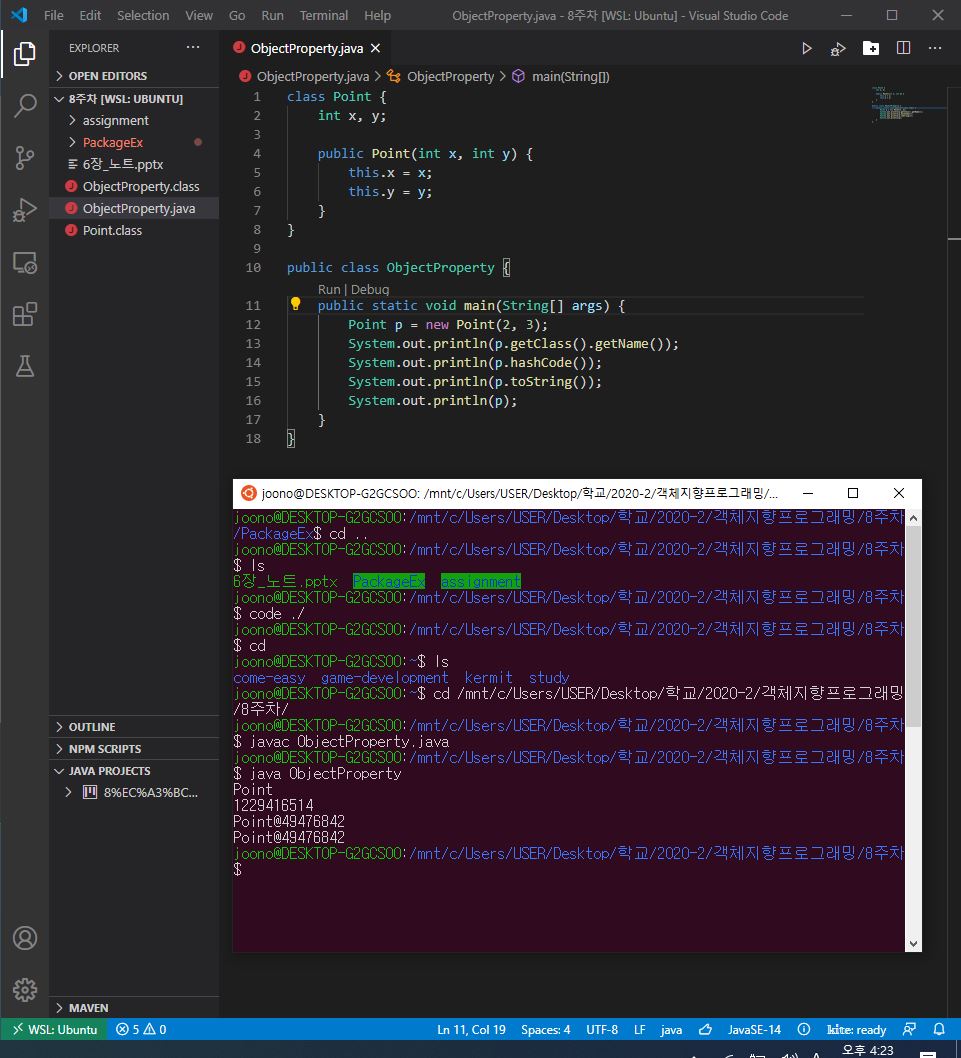 File Edit Selection View Go Run Terminal Help ObjectProperty.java - 8주차 [WSL: Ubuntu] - Visual Studio Code
EXPLORER
OPEN EDITORS
8주차 [WSL: UBUNTU]
assignment
PackageEx
6장_노트.pptx
ObjectProperty.class
ObjectProperty.java
Point.class
OUTLINE
NPM SCRIPTS
JAVA PROJECTS
8%EC%A3%BC...
MAVEN
ObjectProperty.java
ObjectProperty.java > ObjectProperty > main(String[])
1 class Point {
2 int x, y;
3
4 public Point(int x, int y) {
5 this.x = x;
6 this.y = y;
7 }
8 }
9
10 public class ObjectProperty {
Run | Debug
11 public static void main(String[] args) {
12 Point p = new Point(2, 3);
13 System.out.println(p.getClass().getName());
14 System.out.println(p.hashCode());
15 System.out.println(p.toString());
16 System.out.println(p);
17 }
18 }
joono@DESKTOP-G2GCSOO: /mnt/c/Users/USER/Desktop/학교/2020-2/객체지향프로그래밍/...
joono@DESKTOP-G2GCSOO:/mnt/c/Users/USER/Desktop/학교/2020-2/객체지향프로그래밍/8주차
/PackageEx$ cd ..
joono@DESKTOP-G2GCSOO:/mnt/c/Users/USER/Desktop/학교/2020-2/객체지향프로그래밍/8주차
$ ls
6장_노트.pptx PackageEx assignment
joono@DESKTOP-G2GCSOO:/mnt/c/Users/USER/Desktop/학교/2020-2/객체지향프로그래밍/8주차
$ code ./
joono@DESKTOP-G2GCSOO:/mnt/c/Users/USER/Desktop/학교/2020-2/객체지향프로그래밍/8주차
$ cd
joono@DESKTOP-G2GCSOO:~$ ls
come-easy game-development kermit study
joono@DESKTOP-G2GCSOO:~$ cd /mnt/c/Users/USER/Desktop/학교/2020-2/객체지향프로그래밍
/8주차/
joono@DESKTOP-G2GCSOO:/mnt/c/Users/USER/Desktop/학교/2020-2/객체지향프로그래밍/8주차
$ javac ObjectProperty.java
joono@DESKTOP-G2GCSOO:/mnt/c/Users/USER/Desktop/학교/2020-2/객체지향프로그래밍/8주차
$ java ObjectProperty
Point
1229416514
Point@49476842
Point@49476842
joono@DESKTOP-G2GCSOO:/mnt/c/Users/USER/Desktop/학교/2020-2/객체지향프로그래밍/8주차
$
WSL: Ubuntu 5 0 Ln 11, Col 19 Spaces: 4 UTF-8 LF java JavaSE-14 kite: ready
오후 4:23